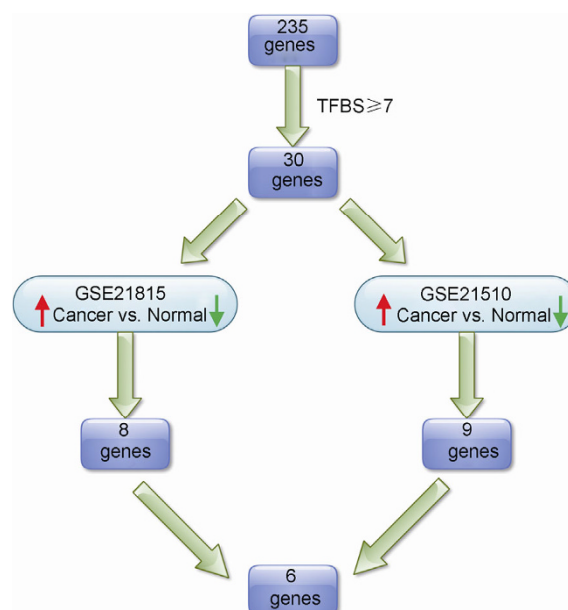 235
genes
TFBS≥7
30
genes
GSE21815
Cancer vs. Normal
GSE21510
Cancer vs. Normal
8
genes
9
genes
6
genes